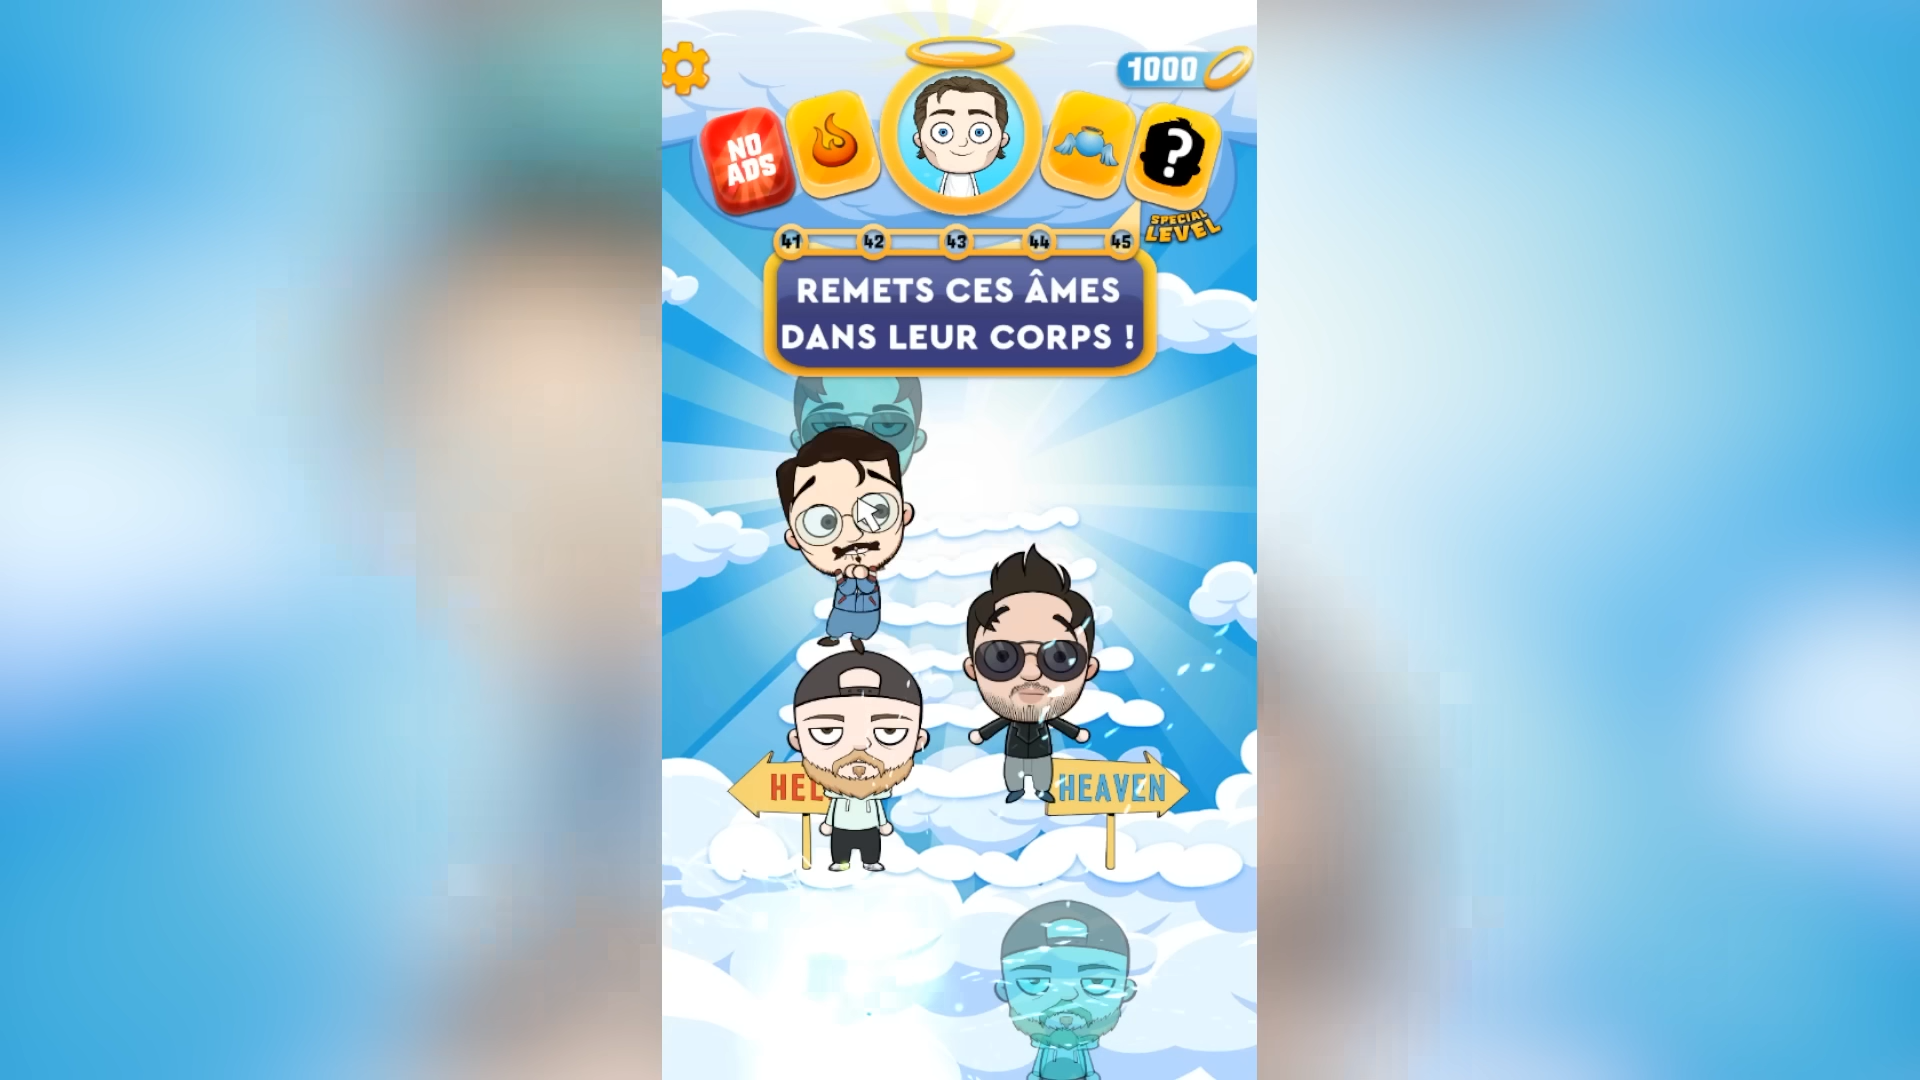 1000
NO
ADS
?
SPECIAL
LEVEL
41 42 43 44 45
REMETS CES ÂMES
DANS LEUR CORPS !
HEL
HEAVEN